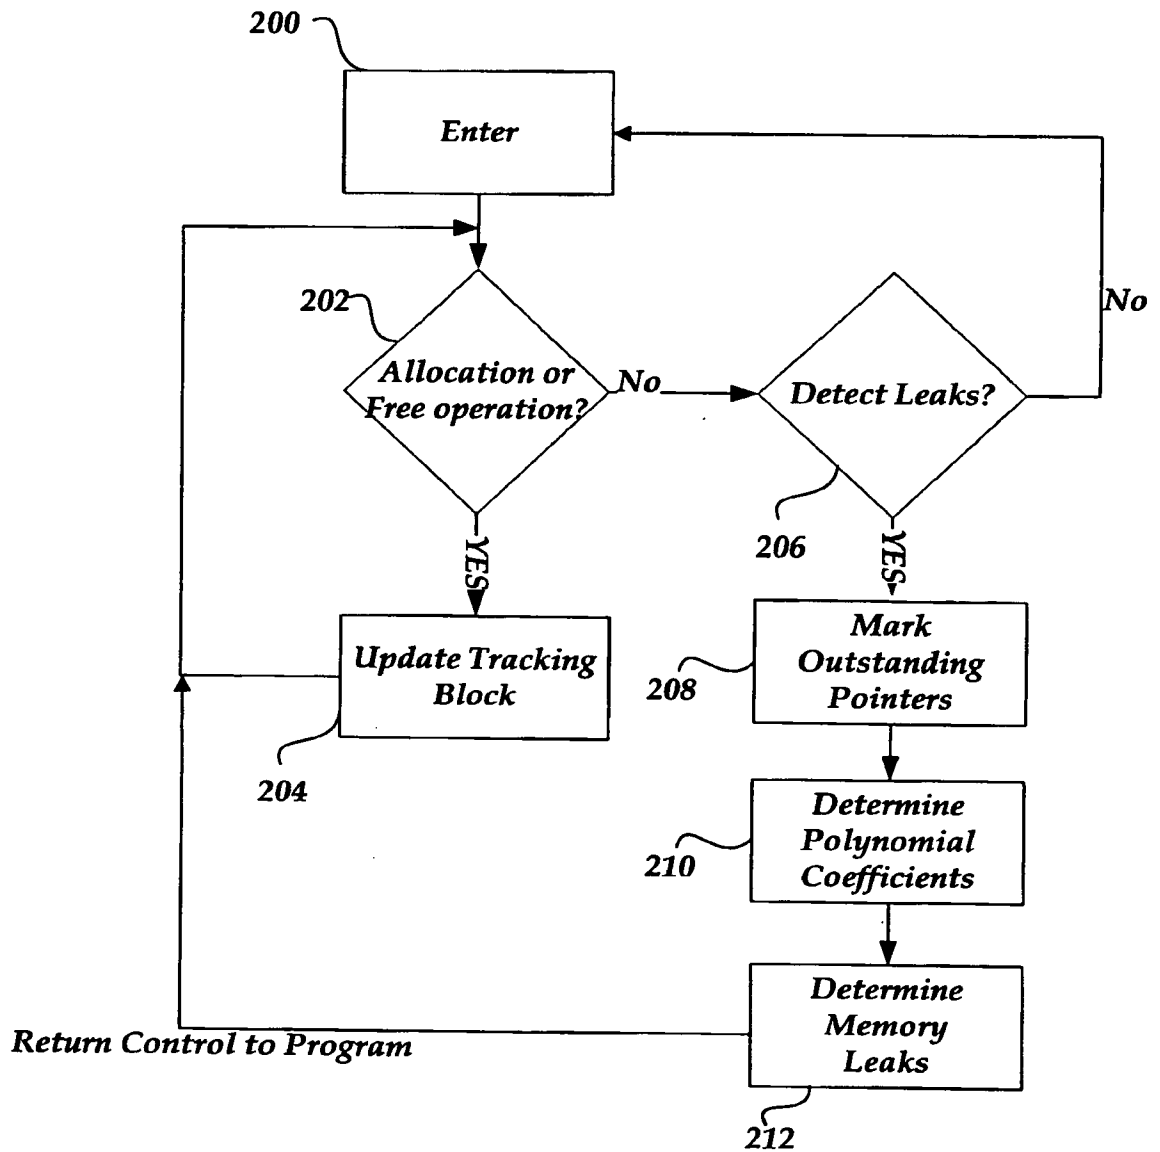 200
Enter
202
Allocation or
Free operation?
No
Detect Leaks?
No
206
YES
YES
Update Tracking
Block
204
Mark
Outstanding
Pointers
208
Determine
Polynomial
Coefficients
210
Determine
Memory
Leaks
212
Return Control to Program